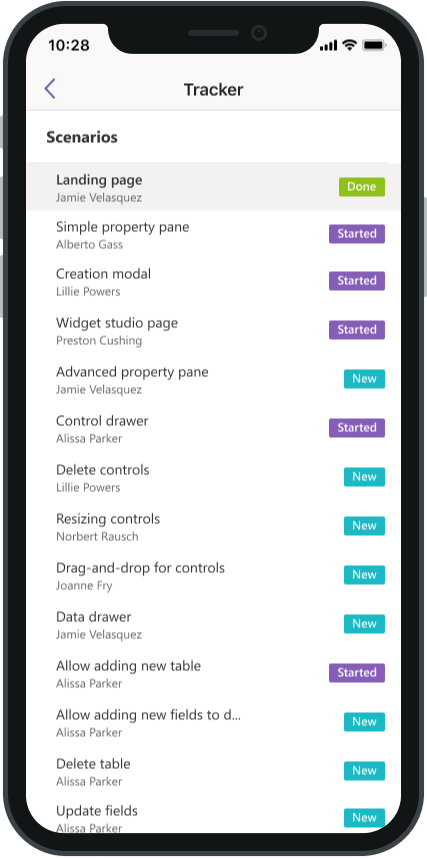 10:28
Tracker
Scenarios
Landing page
Jamie Velasquez
Done
Simple property pane
Alberto Gass
Started
Creation modal
Lillie Powers
Started
Widget studio page
Preston Cushing
Started
Advanced property pane
Jamie Velasquez
New
Control drawer
Alissa Parker
Started
Delete controls
Lillie Powers
New
Resizing controls
Norbert Rausch
New
Drag-and-drop for controls
Joanne Fry
New
Data drawer
Jamie Velasquez
New
Allow adding new table
Alissa Parker
Started
Allow adding new fields to d...
Alissa Parker
New
Delete table
Alissa Parker
New
Update fields
Alissa Parker
New